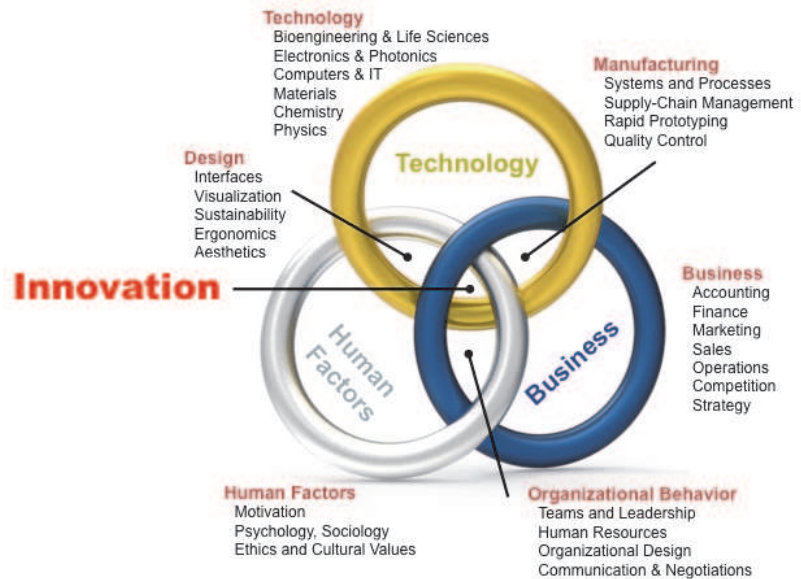 Technology
Bioengineering & Life Sciences
Electronics & Photonics
Computers & IT
Materials
Chemistry
Physics
Manufacturing
Systems and Processes
Supply-Chain Management
Rapid Prototyping
Quality Control
Design
Interfaces
Visualization
Sustainability
Ergonomics
Aesthetics
Technology
Innovation
Human
Factors
Business
Business
Accounting
Finance
Marketing
Sales
Operations
Competition
Strategy
Human Factors
Motivation
Psychology, Sociology
Ethics and Cultural Values
Organizational Behavior
Teams and Leadership
Human Resources
Organizational Design
Communication & Negotiations